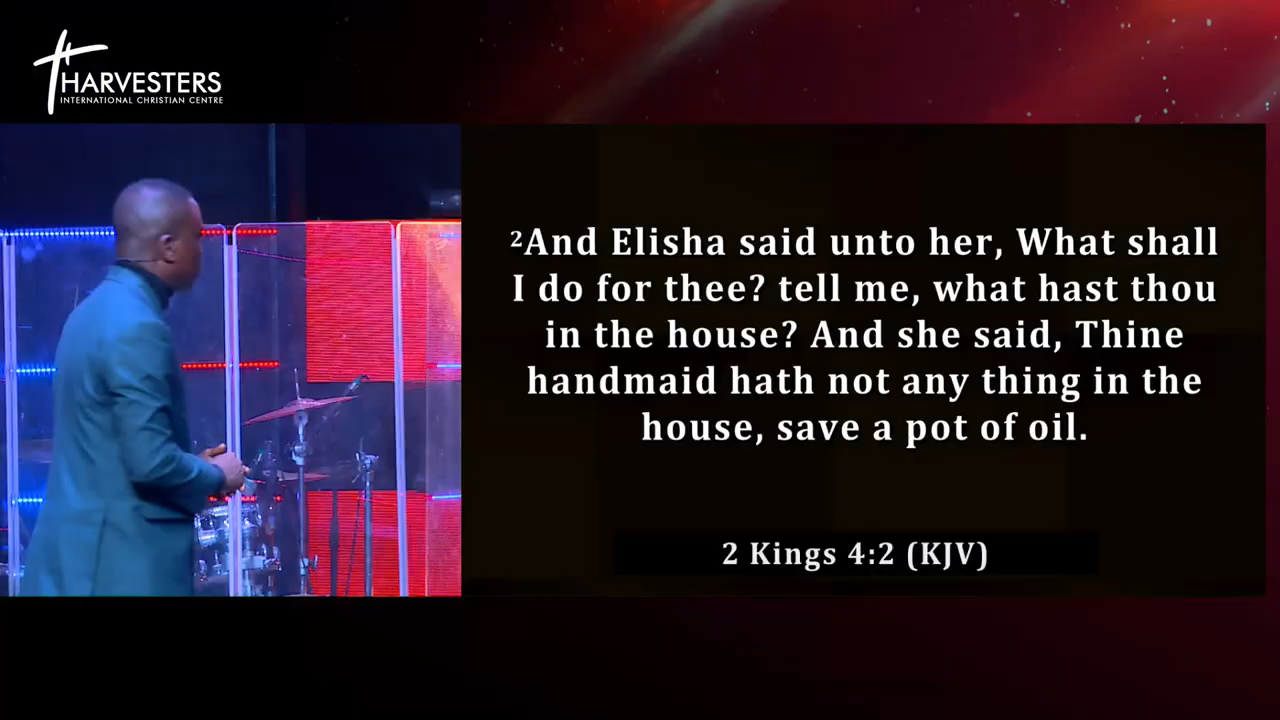 HARVESTERS
INTERNATIONAL CHRISTIAN CENTRE
2And Elisha said unto her, What shall
I do for thee? tell me, what hast thou
in the house? And she said, Thine
handmaid hath not any thing in the
house, save a pot of oil.
2 Kings 4:2 (KJV)